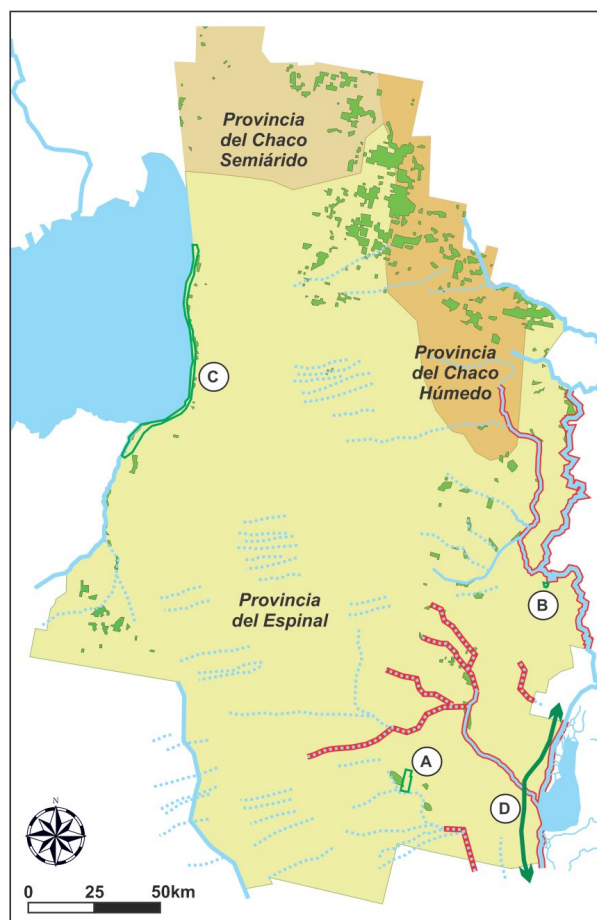 Provincia
del Chaco
Semiárido
Provincia
del Chaco
Húmedo
C
B
Provincia
del Espinal
A
D
N
0 25 50km